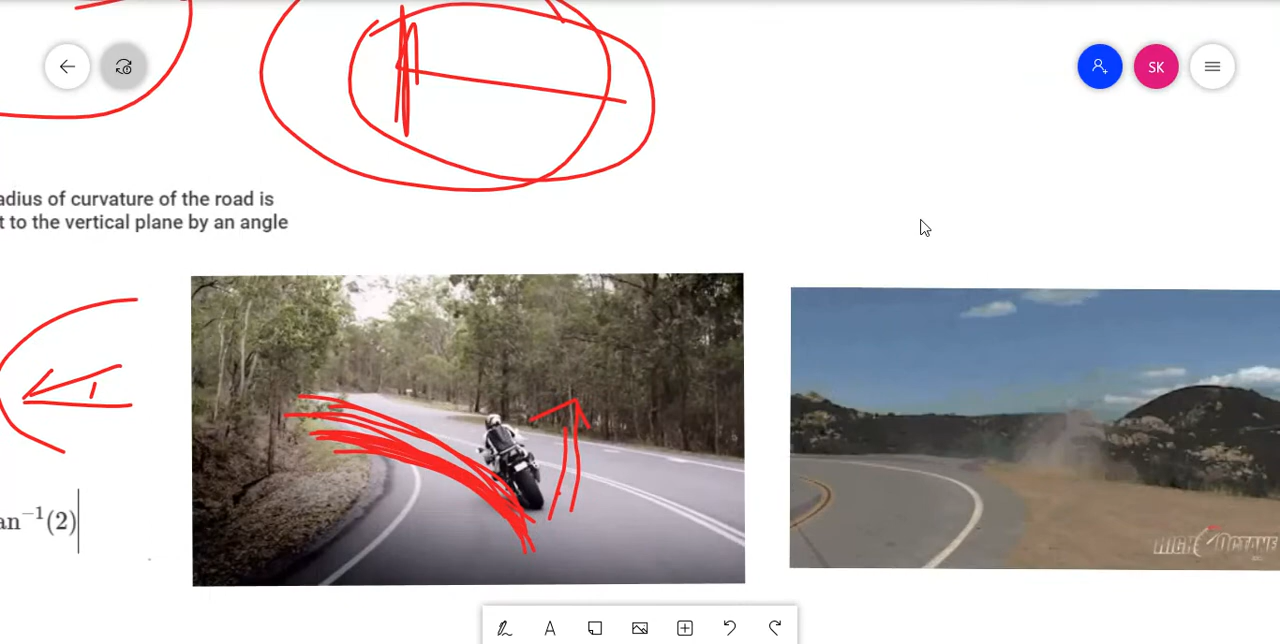 SK
adius of curvature of the road is
t to the vertical plane by an angle
an⁻¹(2)
HIGH OCTANE
A